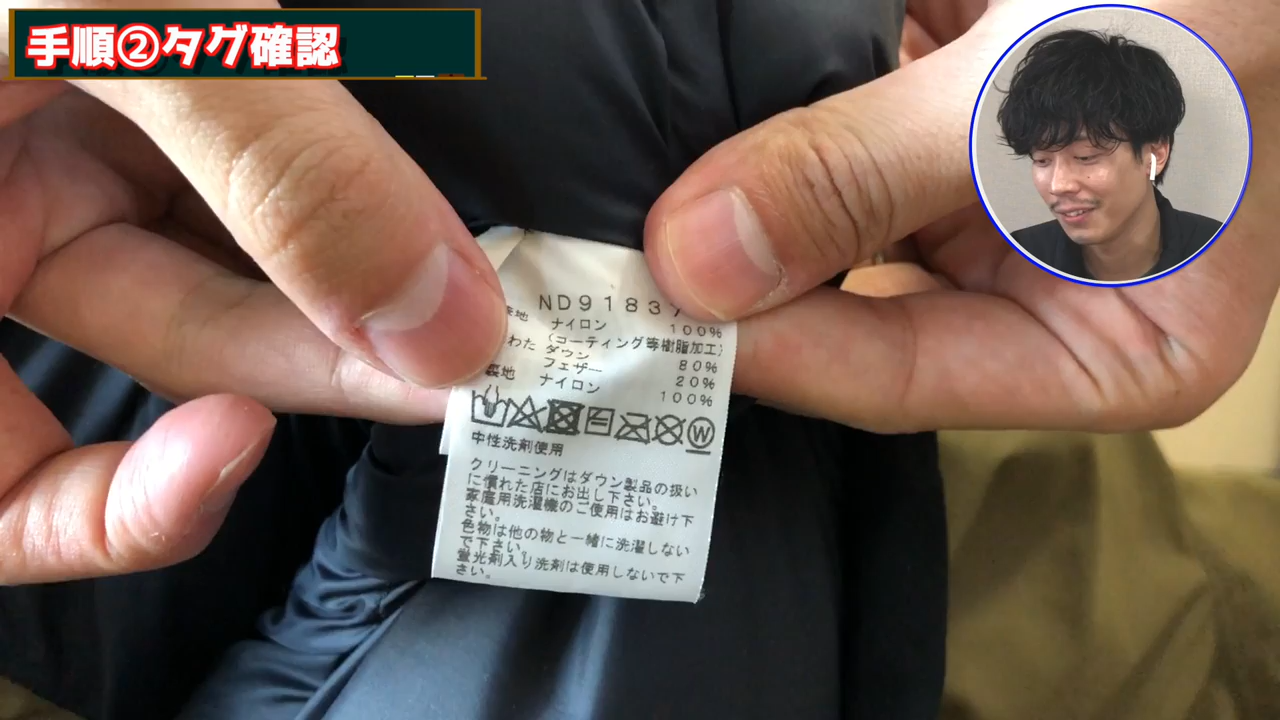 手順②タグ確認
ND91837
表地 ナイロン 100%
(コーティング等樹脂加工)
わた ダウン 80%
フェザー 20%
裏地 ナイロン 100%
W
中性洗剤使用
クリーニングはダウン製品の扱い
に慣れた店にお出し下さい。
家庭用洗濯機のご使用はお避け下
さい。
色物は他の物と一緒に洗濯しない
で下さい。
蛍光剤入り洗剤は使用しないで下
さい。